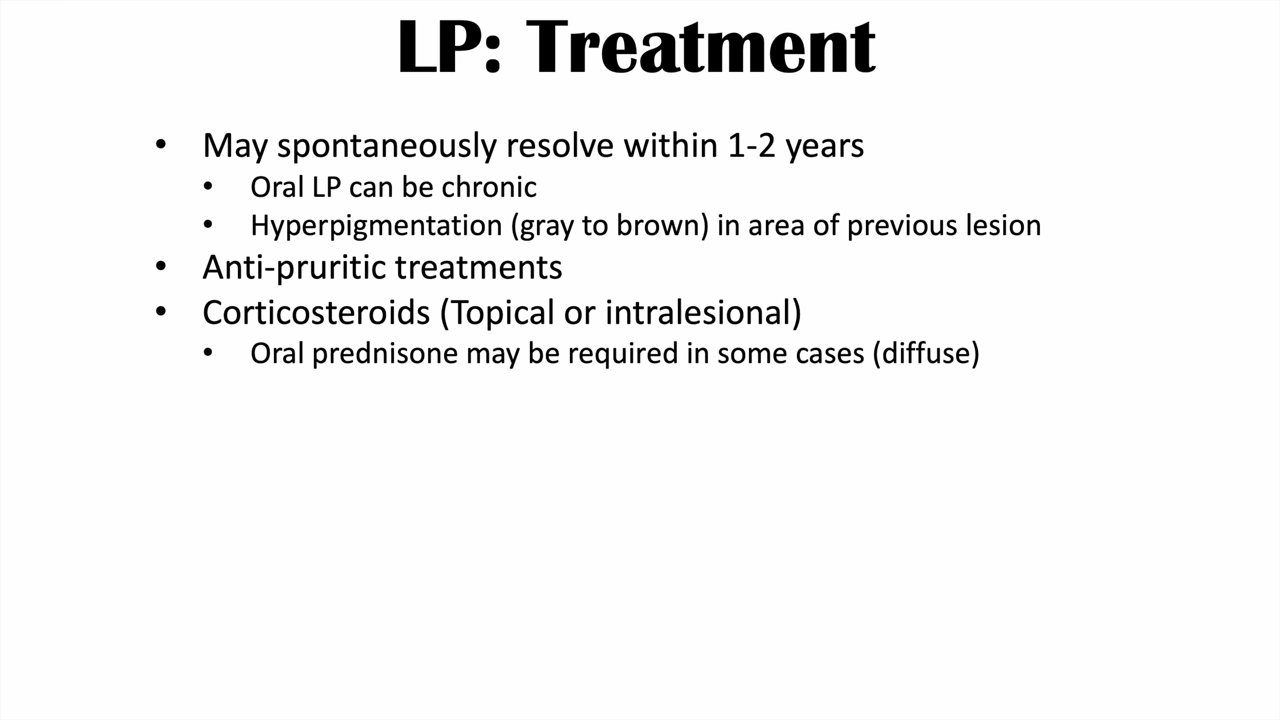 LP: Treatment
• May spontaneously resolve within 1-2 years
• Oral LP can be chronic
• Hyperpigmentation (gray to brown) in area of previous lesion
• Anti-pruritic treatments
• Corticosteroids (Topical or intralesional)
• Oral prednisone may be required in some cases (diffuse)